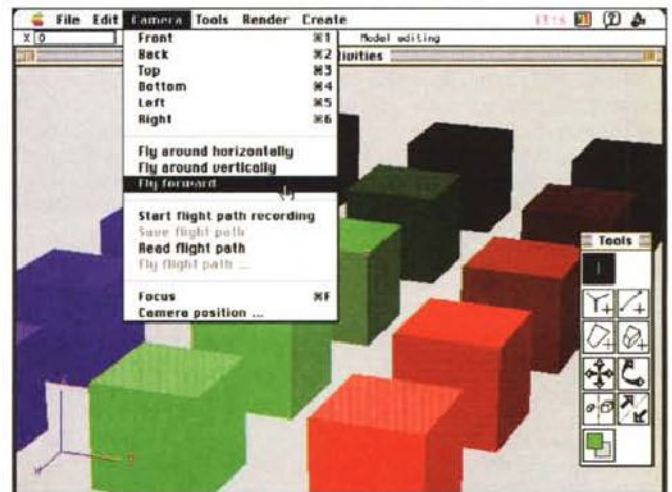 File Edit Camera Tools Render Create
X 0 Model editing
Front ⌘1
Back ⌘2
Top ⌘3
Bottom ⌘4
Left ⌘5
Right ⌘6
Fly around horizontally
Fly around vertically
Fly forward
Start flight path recording
Save flight path
Read flight path
Fly flight path ...
Focus ⌘F
Camera position ...
Tools